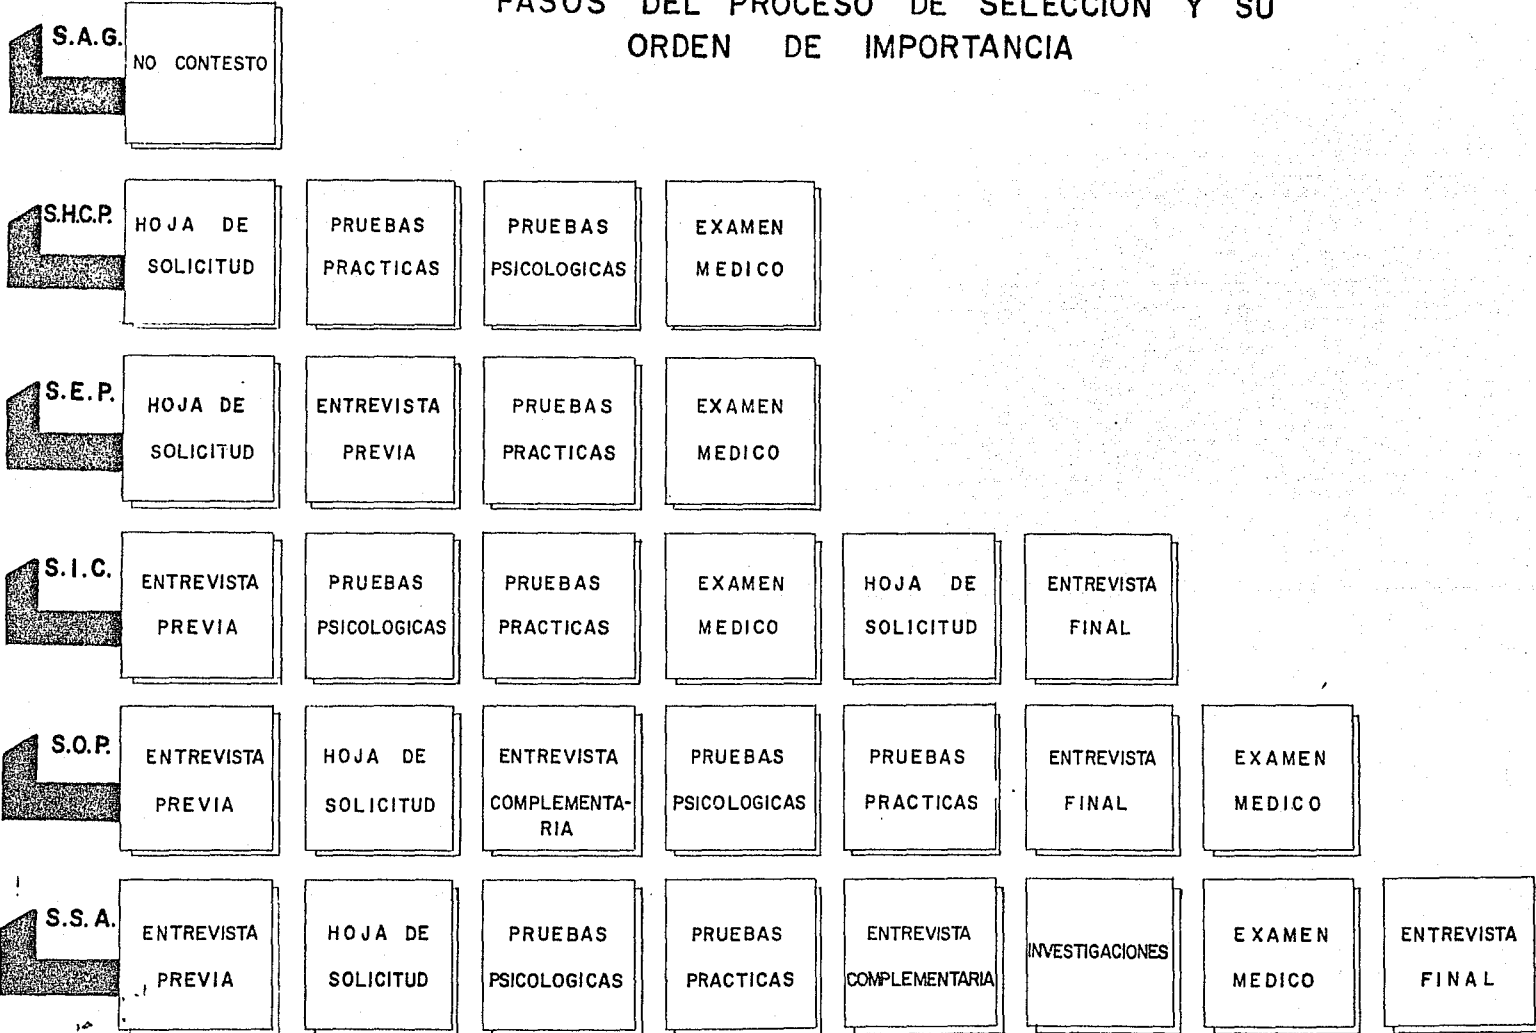 PASOS DEL PROCESO DE SELECCION Y SU
ORDEN DE IMPORTANCIA
S.A.G.
NO CONTESTO
S.H.C.P.
HOJA DE
SOLICITUD
PRUEBAS
PRACTICAS
PRUEBAS
PSICOLOGICAS
EXAMEN
MEDICO
S.E.P.
HOJA DE
SOLICITUD
ENTREVISTA
PREVIA
PRUEBAS
PRACTICAS
EXAMEN
MEDICO
S.I.C.
ENTREVISTA
PREVIA
PRUEBAS
PSICOLOGICAS
PRUEBAS
PRACTICAS
EXAMEN
MEDICO
HOJA DE
SOLICITUD
ENTREVISTA
FINAL
S.O.P.
ENTREVISTA
PREVIA
HOJA DE
SOLICITUD
ENTREVISTA
COMPLEMENTA-
RIA
PRUEBAS
PSICOLOGICAS
PRUEBAS
PRACTICAS
ENTREVISTA
FINAL
EXAMEN
MEDICO
S.S.A.
ENTREVISTA
PREVIA
HOJA DE
SOLICITUD
PRUEBAS
PSICOLOGICAS
PRUEBAS
PRACTICAS
ENTREVISTA
COMPLEMENTARIA
INVESTIGACIONES
EXAMEN
MEDICO
ENTREVISTA
FINAL